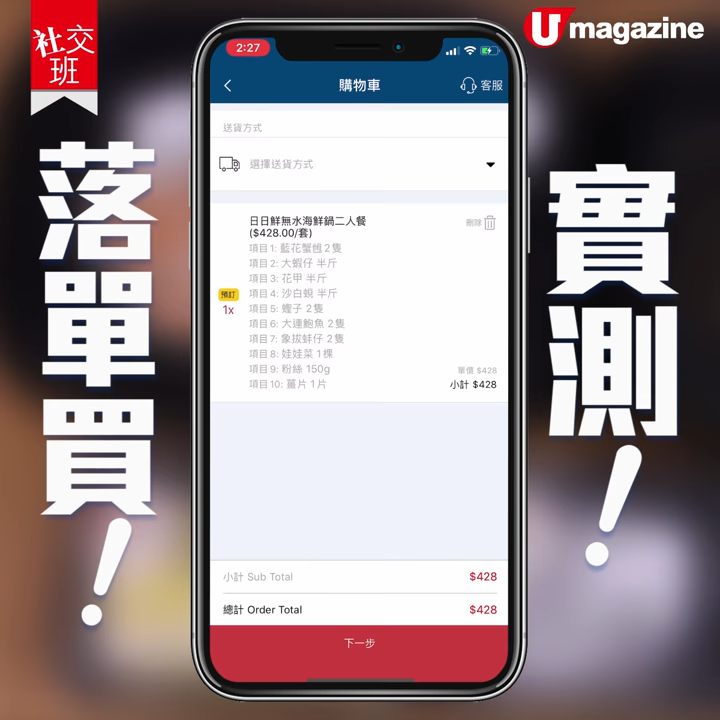 社交班
U magazine
實測！
落單買！
2:27
購物車
客服
送貨方式
選擇送貨方式
日日鮮無水海鮮鍋二人餐
($428.00/套)
刪除
項目1: 藍花蟹乸2隻
項目2: 大蝦仔 半斤
項目3: 花甲 半斤
預訂
項目4: 沙白蜆 半斤
1x
項目5: 蟶子 2隻
項目6: 大連鮑魚 2隻
項目7: 象拔蚌仔 2隻
項目8: 娃娃菜 1棵
項目9: 粉絲 150g
單價 $428
項目10: 薑片 1片
小計 $428
小計 Sub Total
$428
總計 Order Total
$428
下一步